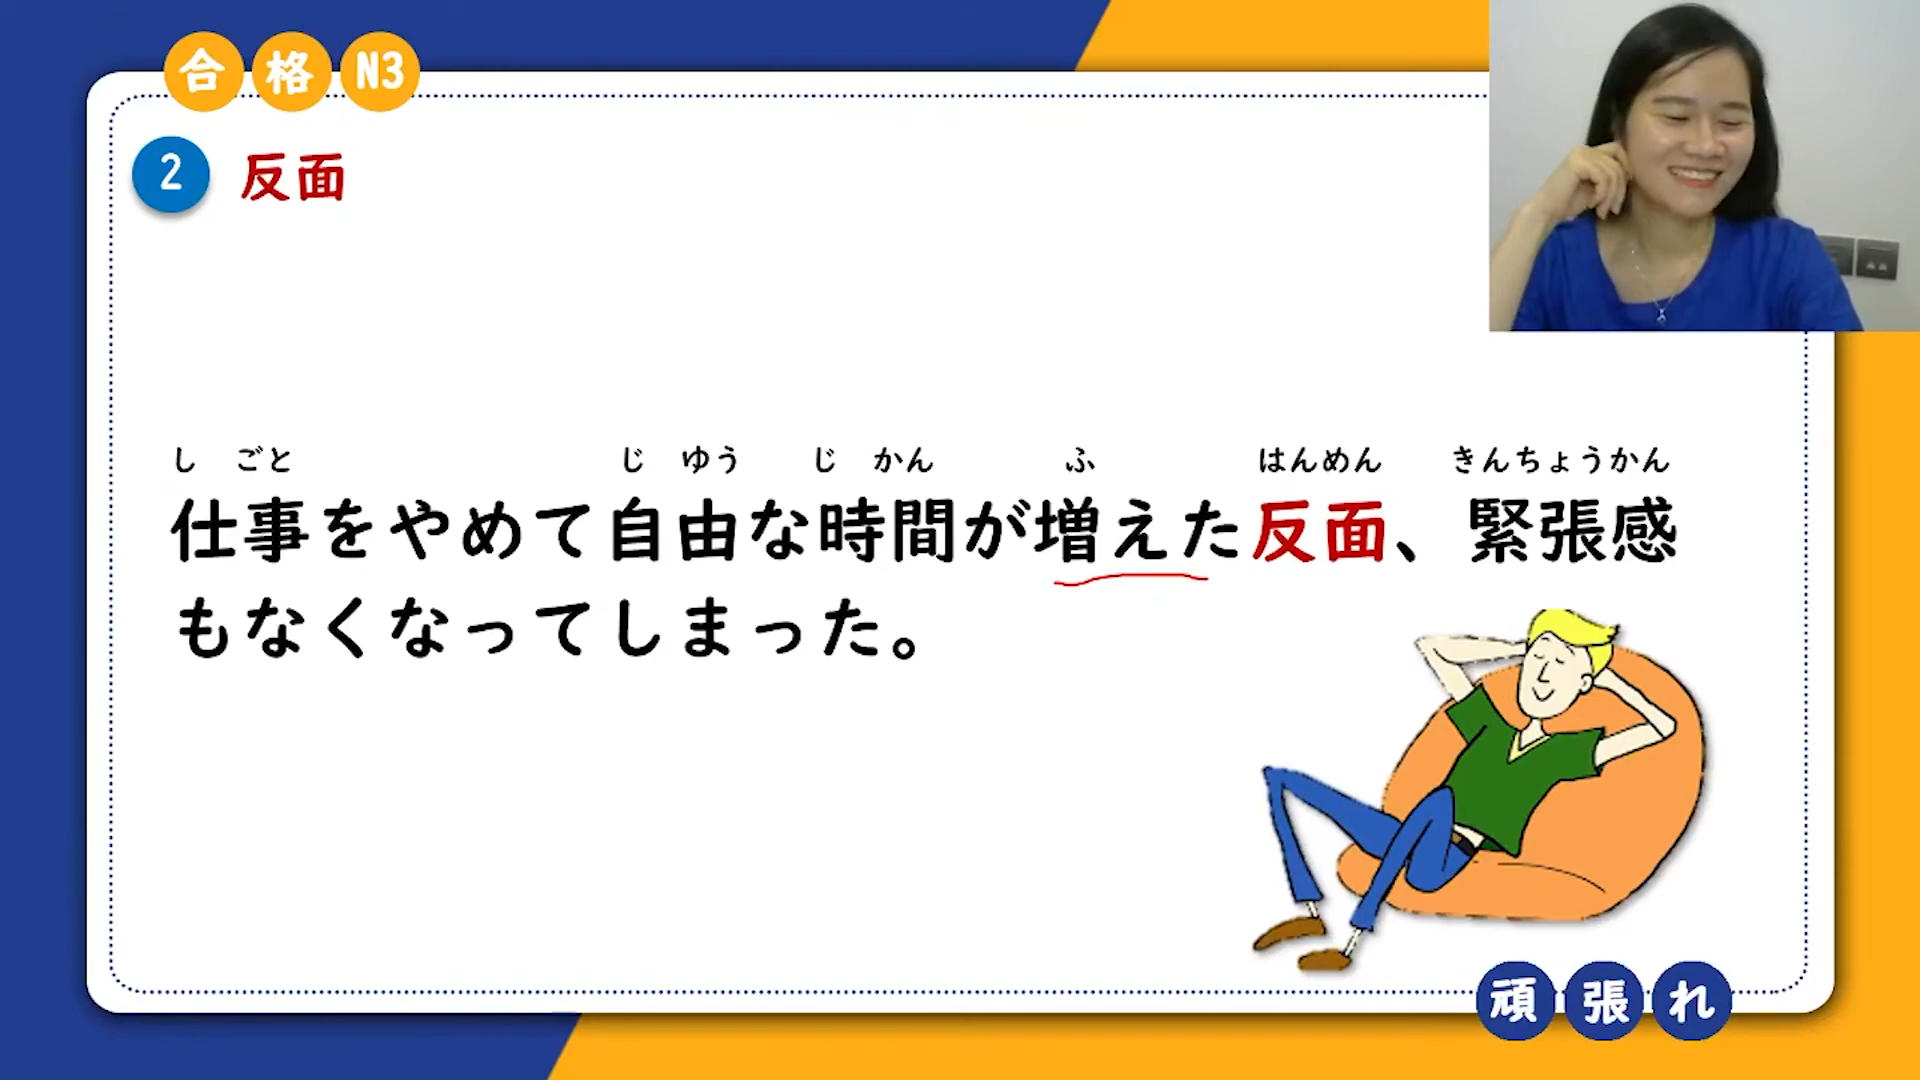 合格N3
2 反面
し ごと じ ゆう じ かん ふ はんめん きんちょうかん
仕事をやめて自由な時間が増えた反面、緊張感
もなくなってしまった。
頑張れ